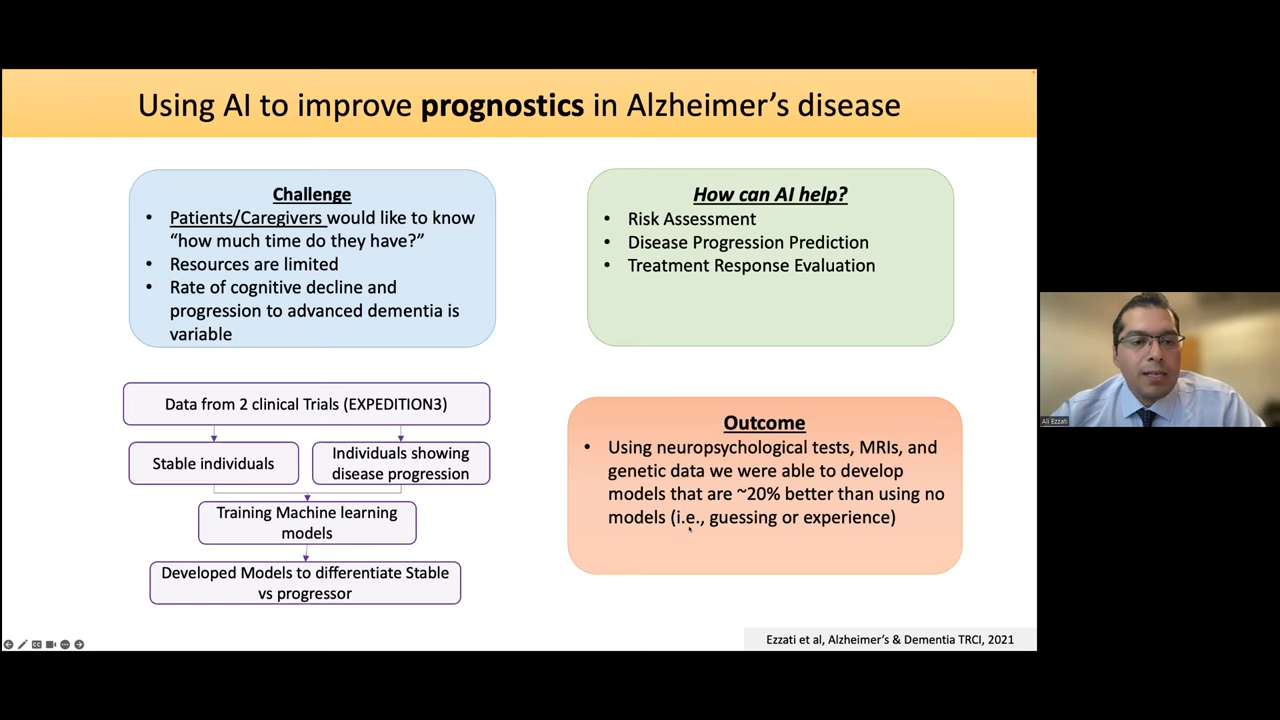 Using AI to improve prognostics in Alzheimer's disease
Challenge
• Patients/Caregivers would like to know
“how much time do they have?”
• Resources are limited
• Rate of cognitive decline and
progression to advanced dementia is
variable
How can AI help?
• Risk Assessment
• Disease Progression Prediction
• Treatment Response Evaluation
Data from 2 clinical Trials (EXPEDITION3)
Stable individuals
Individuals showing
disease progression
Training Machine learning
models
Developed Models to differentiate Stable
vs progressor
Outcome
• Using neuropsychological tests, MRIs, and
genetic data we were able to develop
models that are ~20% better than using no
models (i.e., guessing or experience)
Ezzati et al, Alzheimer's & Dementia TRCI, 2021
Ali Ezzati